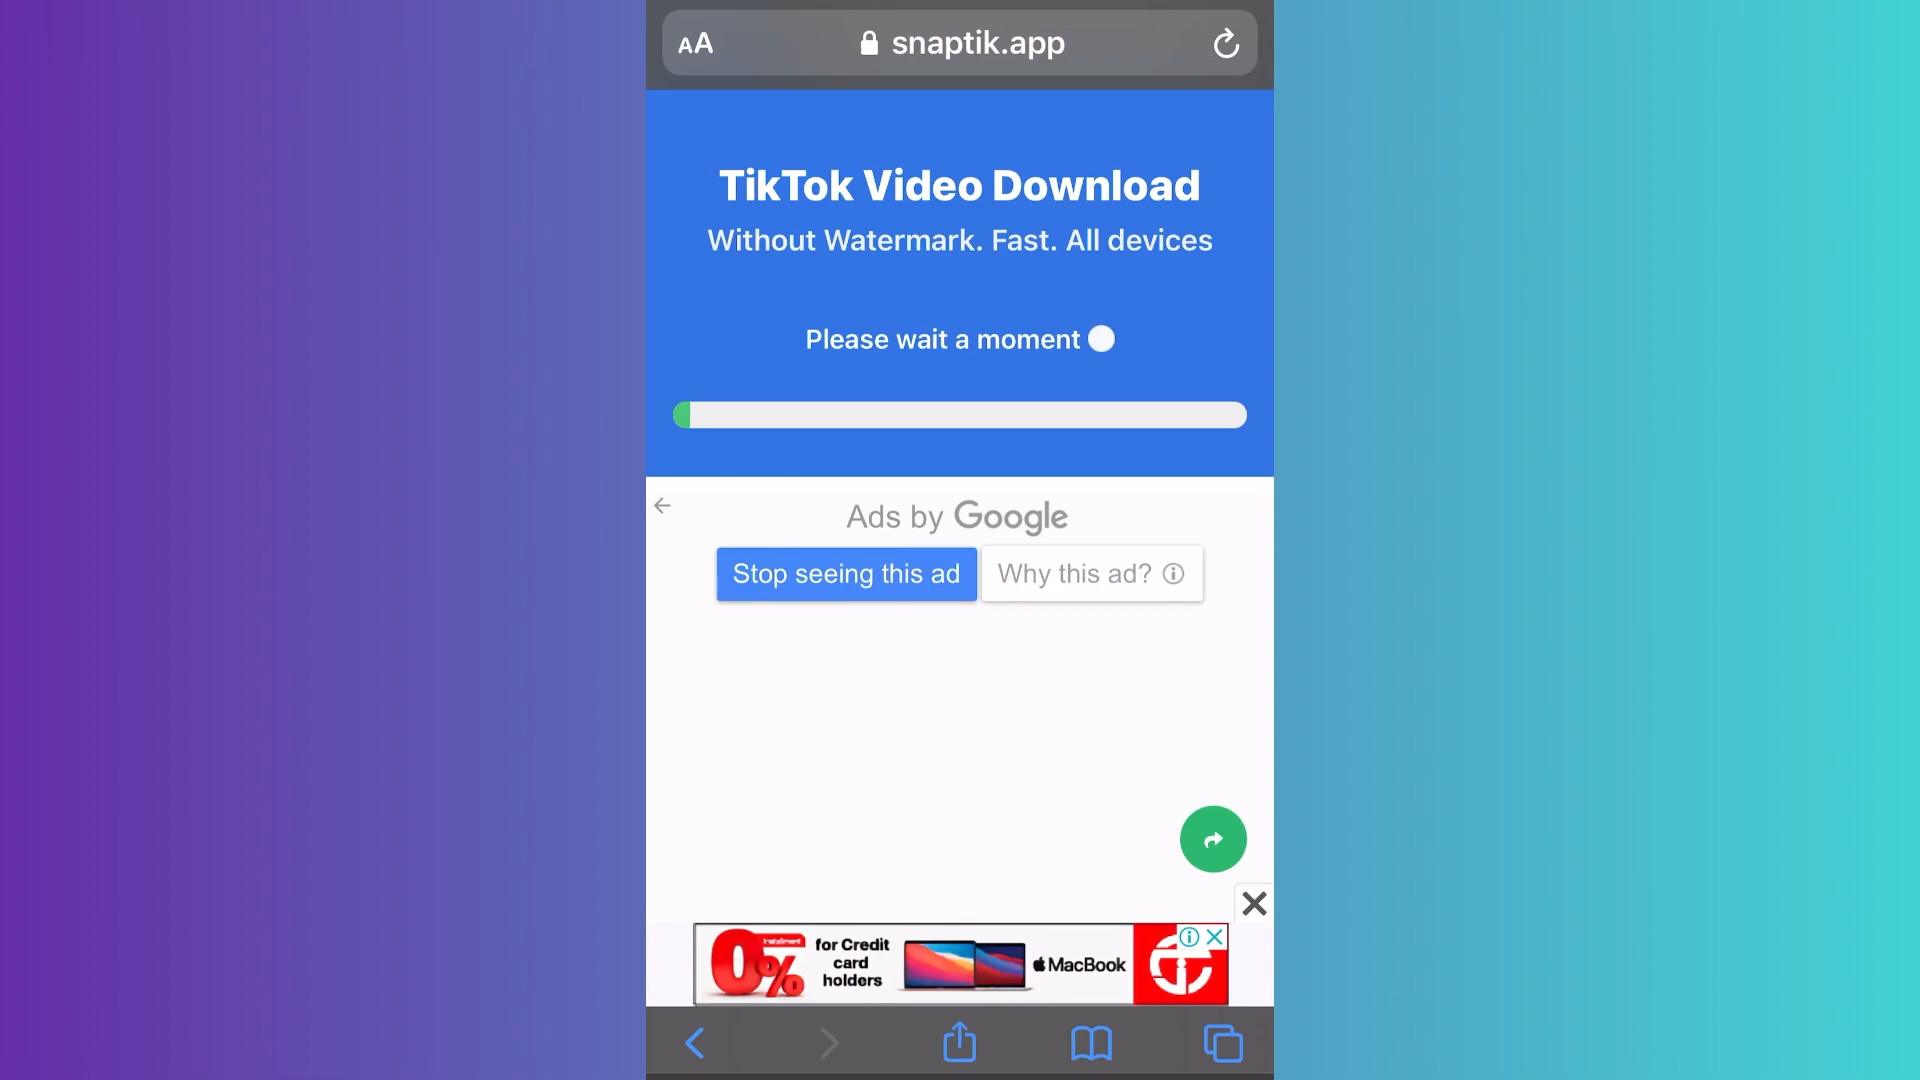 AA snaptik.app
TikTok Video Download
Without Watermark. Fast. All devices
Please wait a moment
Ads by Google
Stop seeing this ad
Why this ad?
0%
Instalment
for Credit
card
holders
MacBook